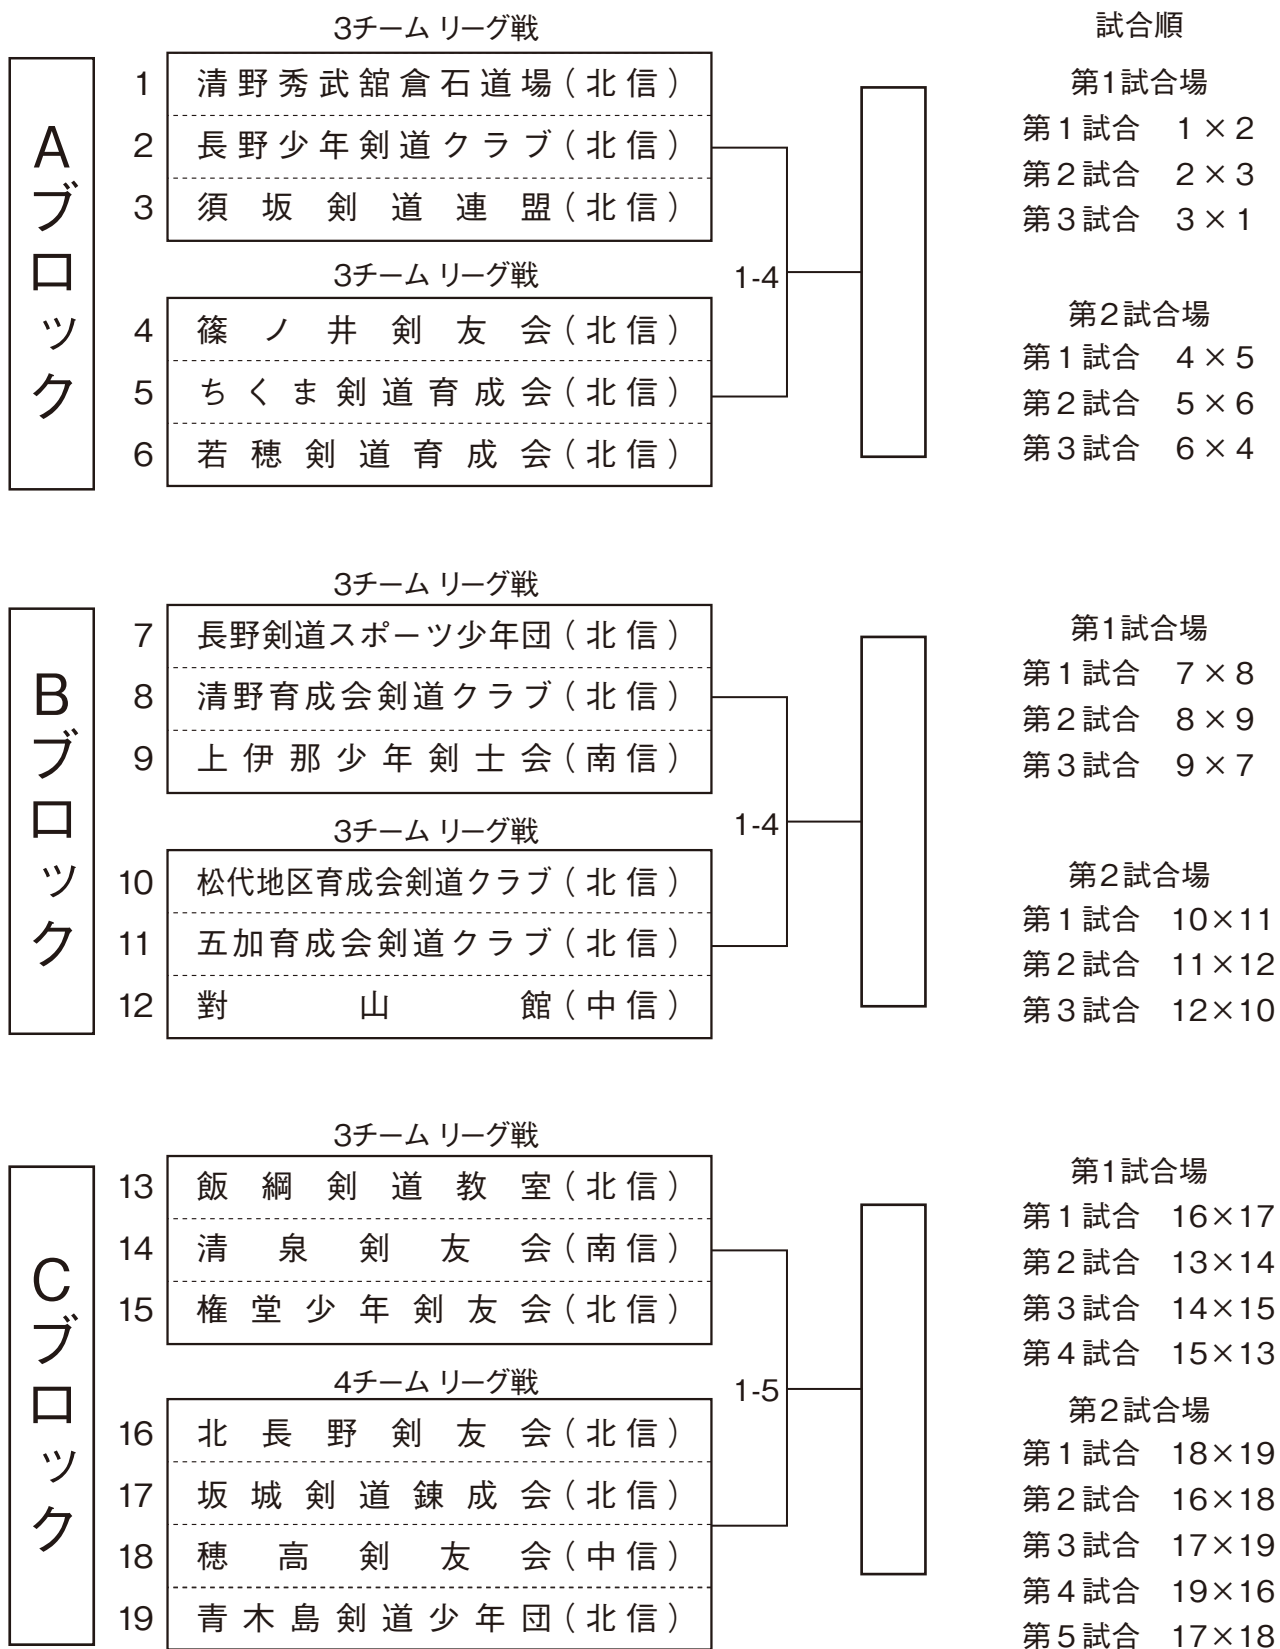 3チーム リーグ戦
試合順
Aブロック
1 清野秀武舘倉石道場(北信)
2 長野少年剣道クラブ(北信)
3 須坂剣道連盟(北信)
第1試合場
第1試合 1×2
第2試合 2×3
第3試合 3×1
3チーム リーグ戦
1-4
4 篠ノ井剣友会(北信)
5 ちくま剣道育成会(北信)
6 若穂剣道育成会(北信)
第2試合場
第1試合 4×5
第2試合 5×6
第3試合 6×4
3チーム リーグ戦
Bブロック
7 長野剣道スポーツ少年団(北信)
8 清野育成会剣道クラブ(北信)
9 上伊那少年剣士会(南信)
第1試合場
第1試合 7×8
第2試合 8×9
第3試合 9×7
3チーム リーグ戦
1-4
10 松代地区育成会剣道クラブ(北信)
11 五加育成会剣道クラブ(北信)
12 對山館(中信)
第2試合場
第1試合 10×11
第2試合 11×12
第3試合 12×10
3チーム リーグ戦
Cブロック
13 飯綱剣道教室(北信)
14 清泉剣友会(南信)
15 権堂少年剣友会(北信)
第1試合場
第1試合 16×17
第2試合 13×14
第3試合 14×15
第4試合 15×13
4チーム リーグ戦
1-5
16 北長野剣友会(北信)
17 坂城剣道錬成会(北信)
18 穂高剣友会(中信)
19 青木島剣道少年団(北信)
第2試合場
第1試合 18×19
第2試合 16×18
第3試合 17×19
第4試合 19×16
第5試合 17×18